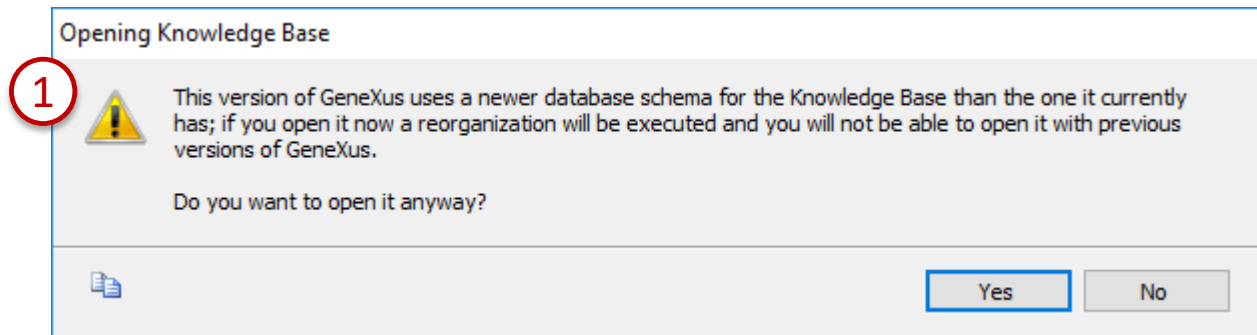 Opening Knowledge Base
1
This version of GeneXus uses a newer database schema for the Knowledge Base than the one it currently
has; if you open it now a reorganization will be executed and you will not be able to open it with previous
versions of GeneXus.
Do you want to open it anyway?
Yes No